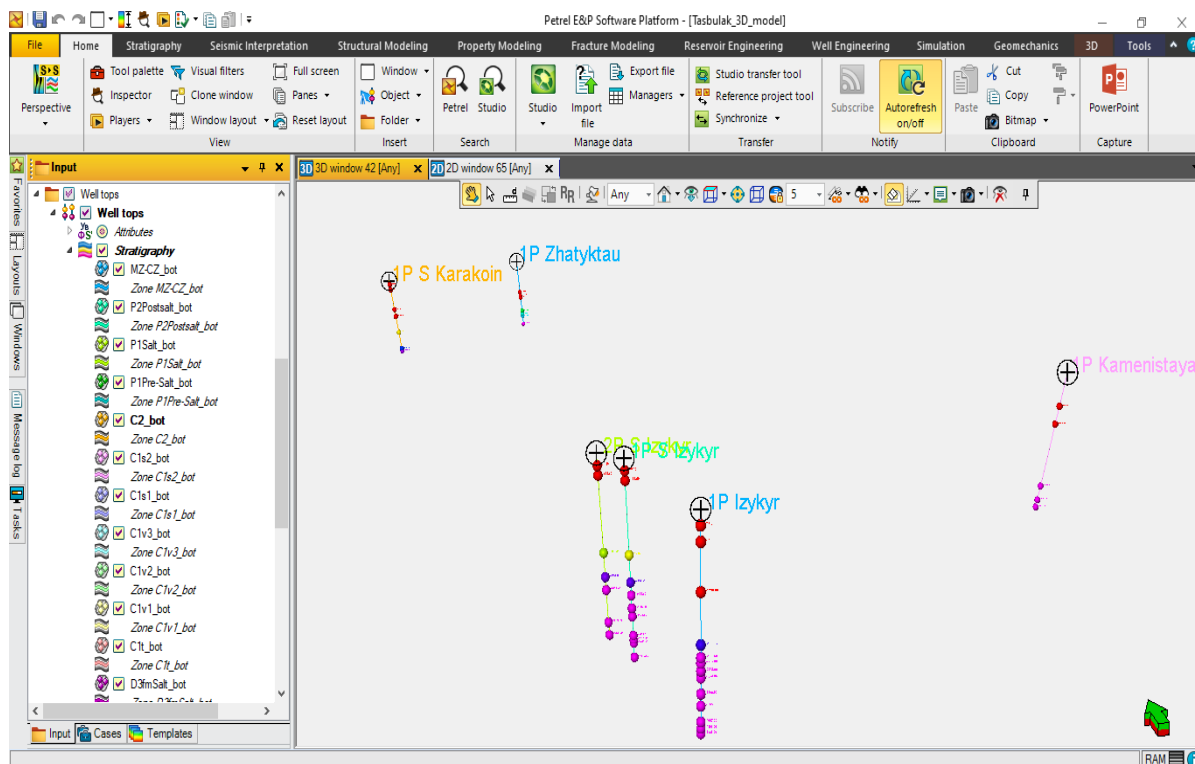 Petrel E&P Software Platform - [Tasbulak_3D_model]
File Home Stratigraphy Seismic Interpretation Structural Modeling Property Modeling Fracture Modeling Reservoir Engineering Well Engineering Simulation Geomechanics 3D Tools
Perspective
Tool palette Visual filters Full screen
Inspector Clone window Panes
Players Window layout Reset layout
View
Window
Object
Folder
Insert
Petrel Studio
Search
Studio
Import file
Export file
Managers
Manage data
Studio transfer tool
Reference project tool
Synchronize
Transfer
Subscribe
Autorefresh on/off
Notify
Paste
Cut
Copy
Bitmap
Clipboard
PowerPoint
Capture
Favorites
Layouts
Windows
Message log
Tasks
Input
Well tops
Well tops
Attributes
Stratigraphy
MZ-CZ_bot
Zone MZ-CZ_bot
P2Postsalt_bot
Zone P2Postsalt_bot
P1Salt_bot
Zone P1Salt_bot
P1Pre-Salt_bot
Zone P1Pre-Salt_bot
C2_bot
Zone C2_bot
C1s2_bot
Zone C1s2_bot
C1s1_bot
Zone C1s1_bot
C1v3_bot
Zone C1v3_bot
C1v2_bot
Zone C1v2_bot
C1v1_bot
Zone C1v1_bot
C1t_bot
Zone C1t_bot
D3fmSalt_bot
Zone D3fmSalt_bot
Input Cases Templates
3D 3D window 42 [Any] X 2D 2D window 65 [Any] X
Any 5
1P S Karakoin
1P Zhatyktau
1P Kamenistaya
2P S Izykyr
1P S Izykyr
1P Izykyr
RAM